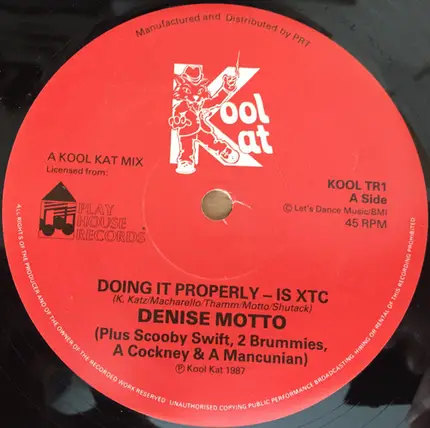 Manufactured and Distributed by PRT
Kool
Kat
A KOOL KAT MIX
Licensed from:
PLAY
HOUSE
RECORDS
KOOL TR1
A Side
© Let's Dance Music/BMI
45 RPM
DOING IT PROPERLY – IS XTC
(K. Katz/Macharello/Thamm/Motto/Shutack)
DENISE MOTTO
(Plus Scooby Swift, 2 Brummies,
A Cockney & A Mancunian)
℗ Kool Kat 1987
ALL RIGHTS OF THE PRODUCER AND OF THE OWNER OF THE RECORDED WORK RESERVED UNAUTHORISED COPYING PUBLIC PERFORMANCE BROADCASTING HIRING OR RENTAL OF THIS RECORDING PROHIBITED